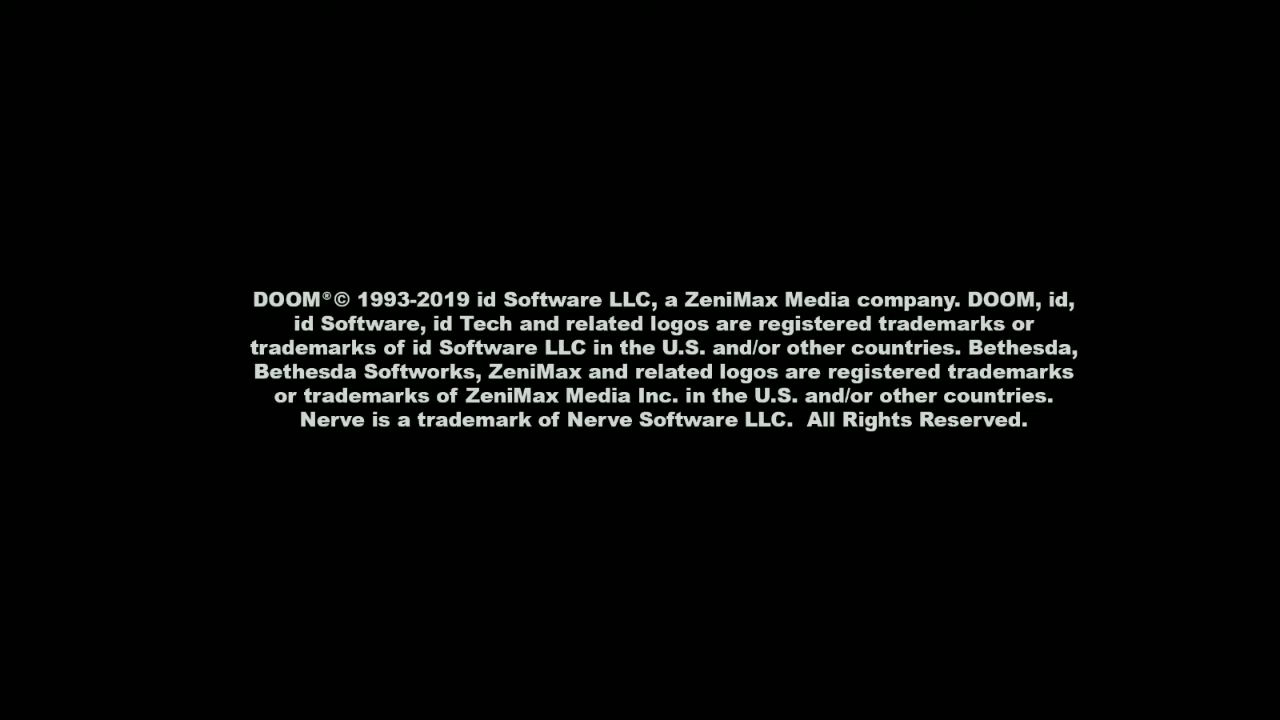 DOOM®© 1993-2019 id Software LLC, a ZeniMax Media company. DOOM, id,
id Software, id Tech and related logos are registered trademarks or
trademarks of id Software LLC in the U.S. and/or other countries. Bethesda,
Bethesda Softworks, ZeniMax and related logos are registered trademarks
or trademarks of ZeniMax Media Inc. in the U.S. and/or other countries.
Nerve is a trademark of Nerve Software LLC.  All Rights Reserved.